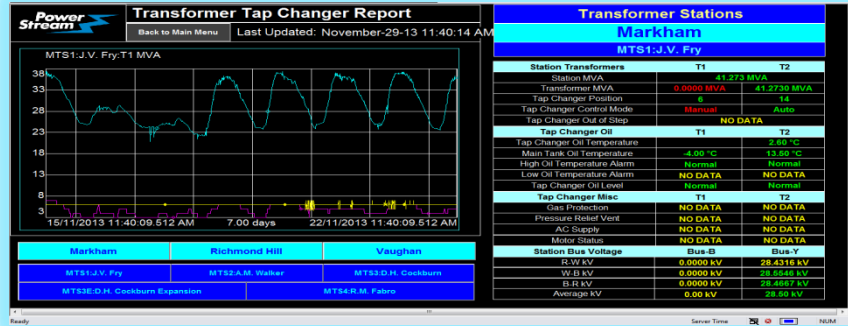 Power Stream
Transformer Tap Changer Report
Back to Main Menu
Last Updated: November-29-13 11:40:14 AM
MTS1:J.V. Fry:T1 MVA
38
33
28
23
18
13
8
3
15/11/2013 11:40:09.512 AM 7.00 days 22/11/2013 11:40:09.512 AM
Markham Richmond Hill Vaughan
MTS1:J.V. Fry MTS2:A.M. Walker MTS3:D.H. Cockburn
MTS3E:D.H. Cockburn Expansion MTS4:R.M. Fabro
Transformer Stations
Markham
MTS1:J.V. Fry
Station Transformers T1 T2
Station MVA 41.273 MVA
Transformer MVA 0.0000 MVA 41.2730 MVA
Tap Changer Position 6 14
Tap Changer Control Mode Manual Auto
Tap Changer Out of Step NO DATA
Tap Changer Oil T1 T2
Tap Changer Oil Temperature 2.60 °C
Main Tank Oil Temperature -4.00 °C 13.50 °C
High Oil Temperature Alarm Normal Normal
Low Oil Temperature Alarm NO DATA NO DATA
Tap Changer Oil Level Normal Normal
Tap Changer Misc T1 T2
Gas Protection NO DATA NO DATA
Pressure Relief Vent NO DATA NO DATA
AC Supply NO DATA NO DATA
Motor Status NO DATA NO DATA
Station Bus Voltage Bus-B Bus-Y
R-W kV 0.0000 kV 28.4316 kV
W-B kV 0.0000 kV 28.5546 kV
B-R kV 0.0000 kV 28.4667 kV
Average kV 0.00 kV 28.50 kV
Ready Server Time NUM